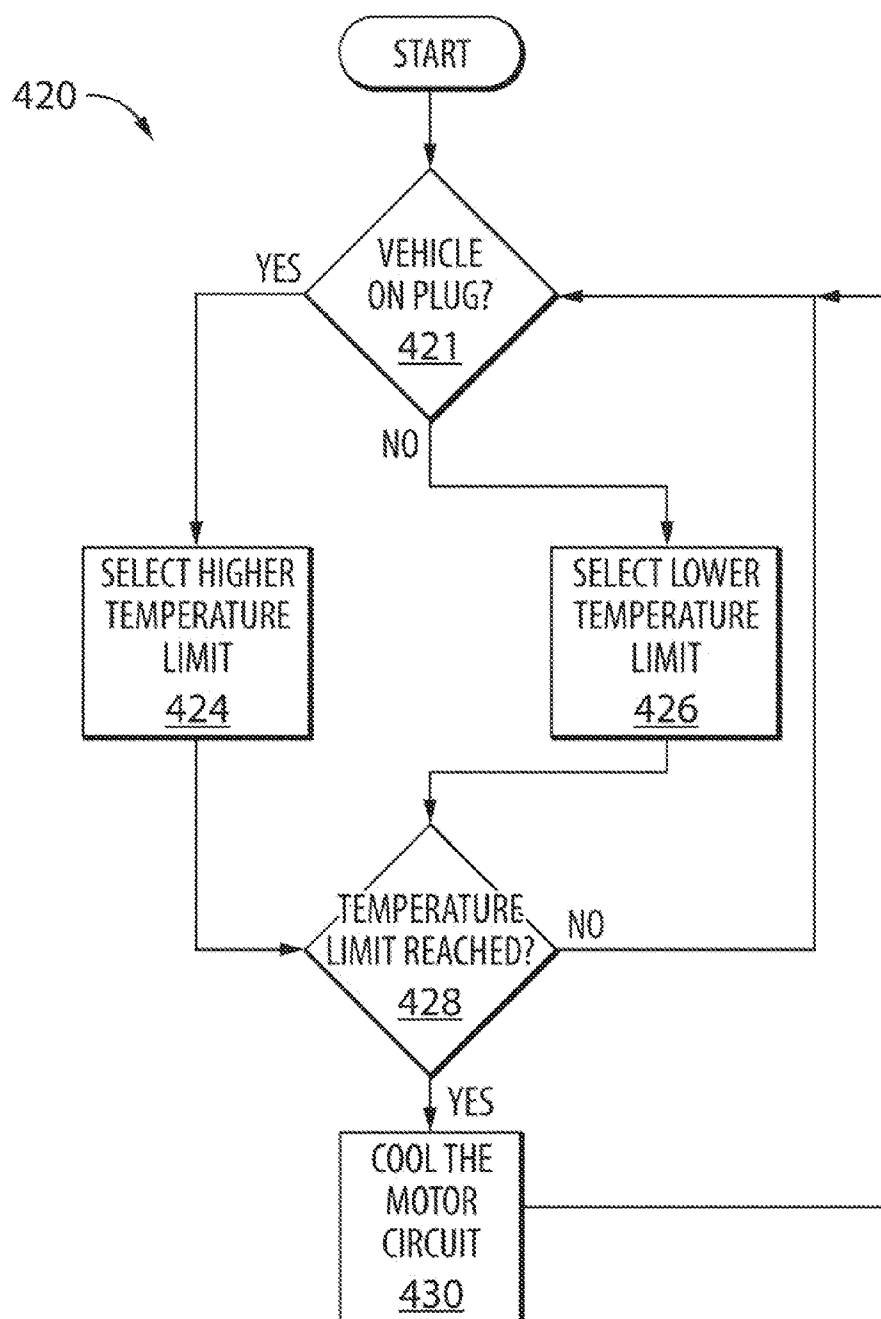 START
420
VEHICLE
ON PLUG?
421
YES
NO
SELECT HIGHER
TEMPERATURE
LIMIT
424
SELECT LOWER
TEMPERATURE
LIMIT
426
TEMPERATURE
LIMIT REACHED?
428
NO
YES
COOL THE
MOTOR
CIRCUIT
430